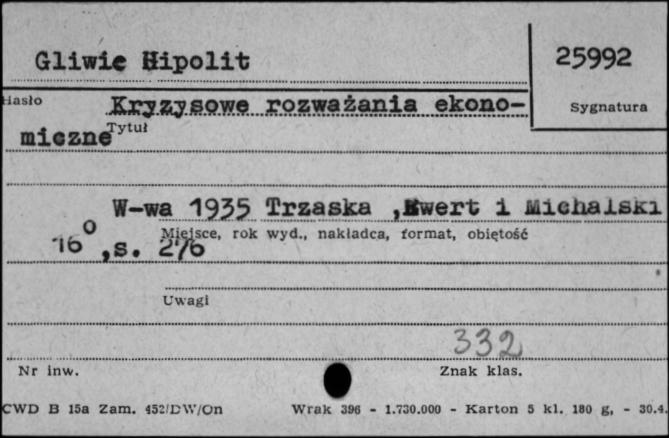 Gliwic Hipolit
25992
Hasło
Kryzysowe rozważania ekono-
Sygnatura
Tytuł
miczne
W-wa 1935 Trzaska ,Ewert i Michalski
Miejsce, rok wyd., nakładca, format, objętość
16⁰ ,s. 276
Uwagi
332
Nr inw.
Znak klas.
CWD B 15a Zam. 452/DW/On
Wrak 396 - 1.730.000 - Karton 5 kl. 180 g, - 30.4.